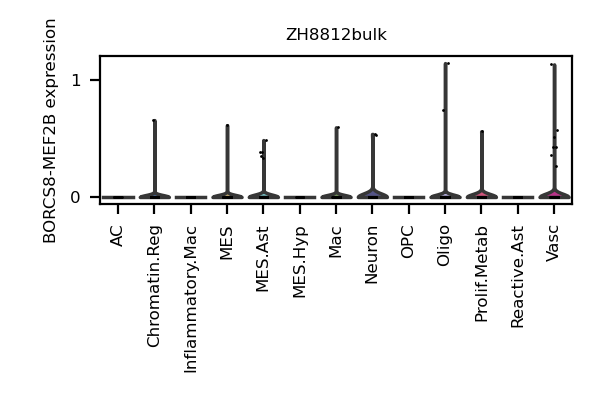 ZH8812bulk
BORCS8-MEF2B expression
1
0
AC
Chromatin.Reg
Inflammatory.Mac
MES
MES.Ast
MES.Hyp
Mac
Neuron
OPC
Oligo
Prolif.Metab
Reactive.Ast
Vasc